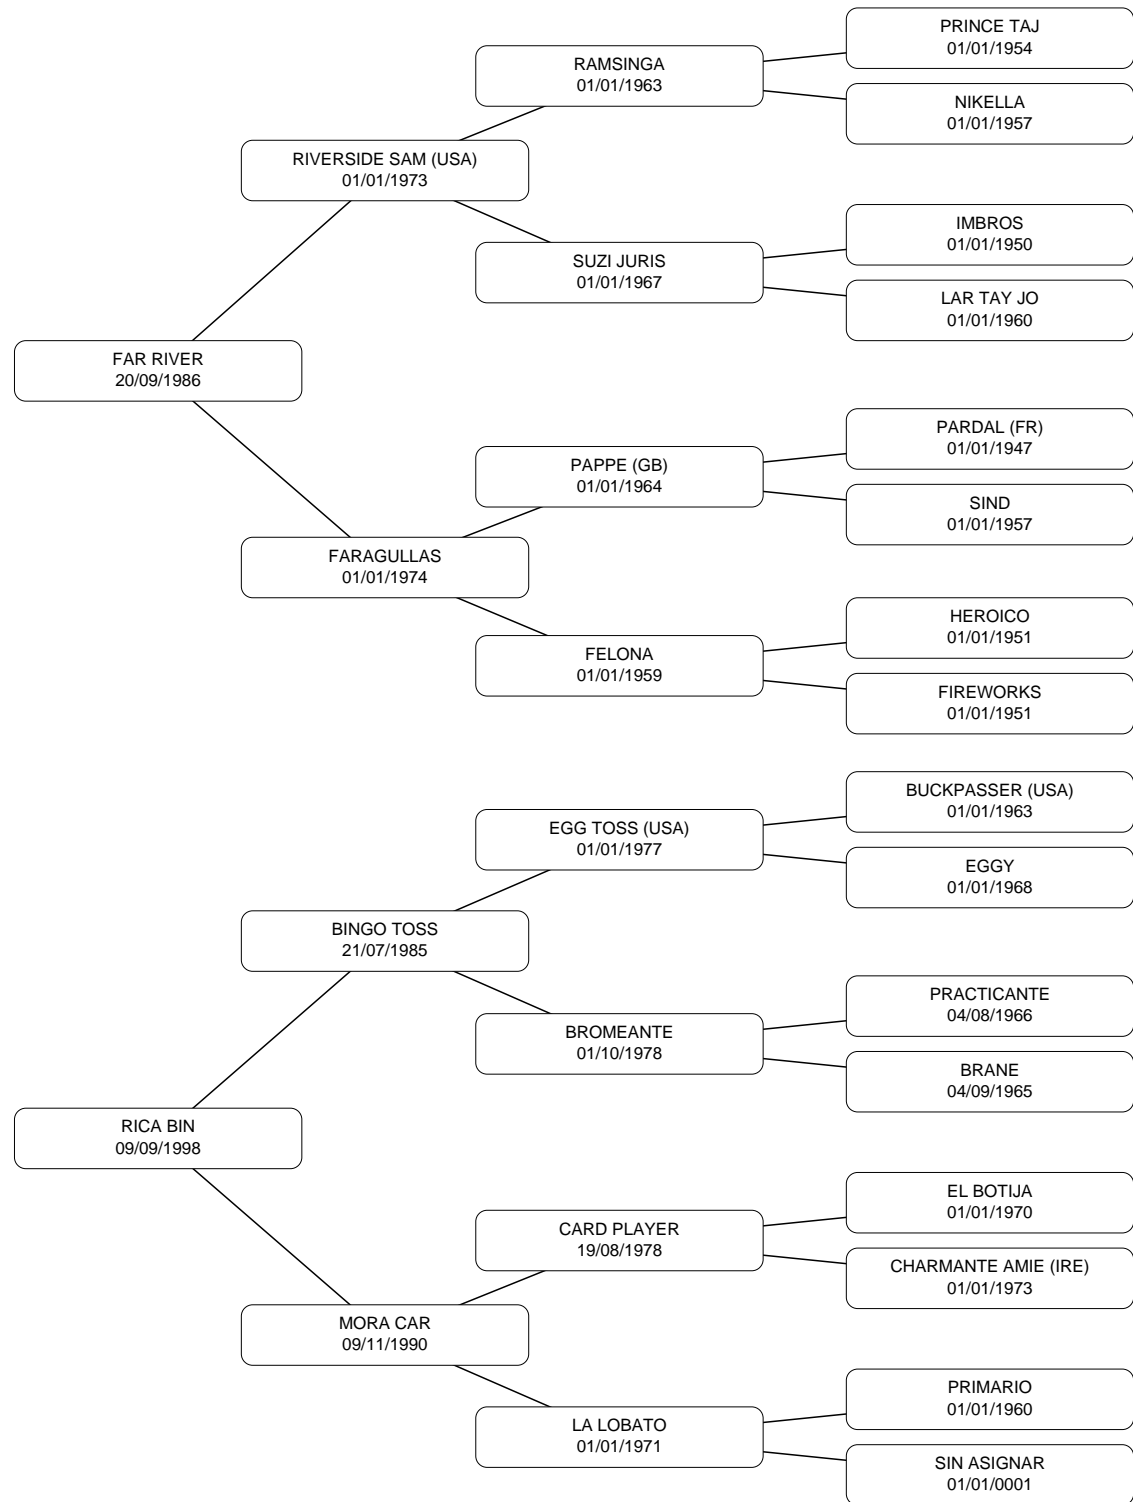 PRINCE TAJ
01/01/1954
RAMSINGA
01/01/1963
NIKELLA
01/01/1957
RIVERSIDE SAM (USA)
01/01/1973
IMBROS
01/01/1950
SUZI JURIS
01/01/1967
LAR TAY JO
01/01/1960
FAR RIVER
20/09/1986
PARDAL (FR)
01/01/1947
PAPPE (GB)
01/01/1964
SIND
01/01/1957
FARAGULLAS
01/01/1974
HEROICO
01/01/1951
FELONA
01/01/1959
FIREWORKS
01/01/1951
BUCKPASSER (USA)
01/01/1963
EGG TOSS (USA)
01/01/1977
EGGY
01/01/1968
BINGO TOSS
21/07/1985
PRACTICANTE
04/08/1966
BROMEANTE
01/10/1978
BRANE
04/09/1965
RICA BIN
09/09/1998
EL BOTIJA
01/01/1970
CARD PLAYER
19/08/1978
CHARMANTE AMIE (IRE)
01/01/1973
MORA CAR
09/11/1990
PRIMARIO
01/01/1960
LA LOBATO
01/01/1971
SIN ASIGNAR
01/01/0001